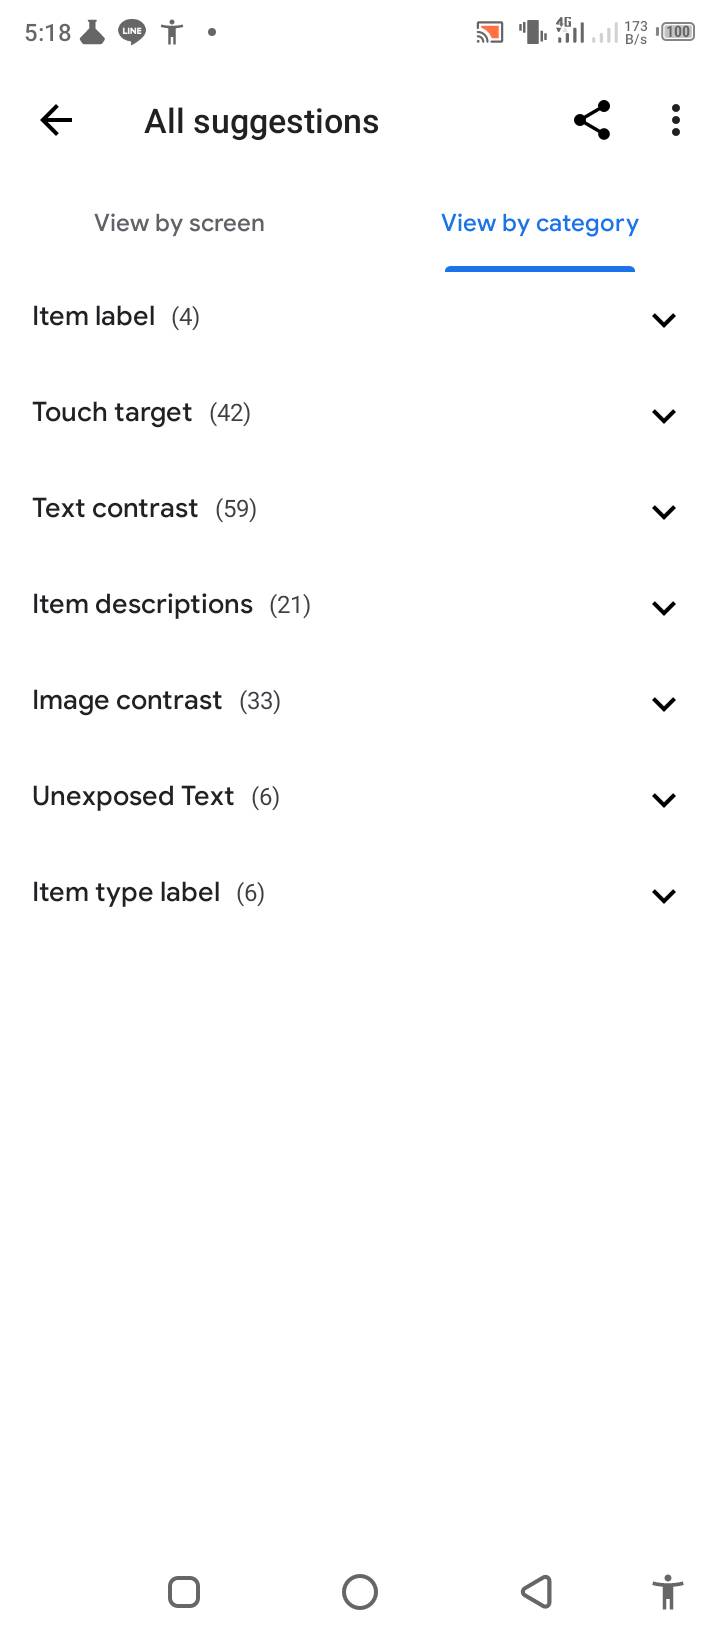 5:18 LINE 4G 173 B/s 100
All suggestions
View by screen View by category
Item label (4)
Touch target (42)
Text contrast (59)
Item descriptions (21)
Image contrast (33)
Unexposed Text (6)
Item type label (6)